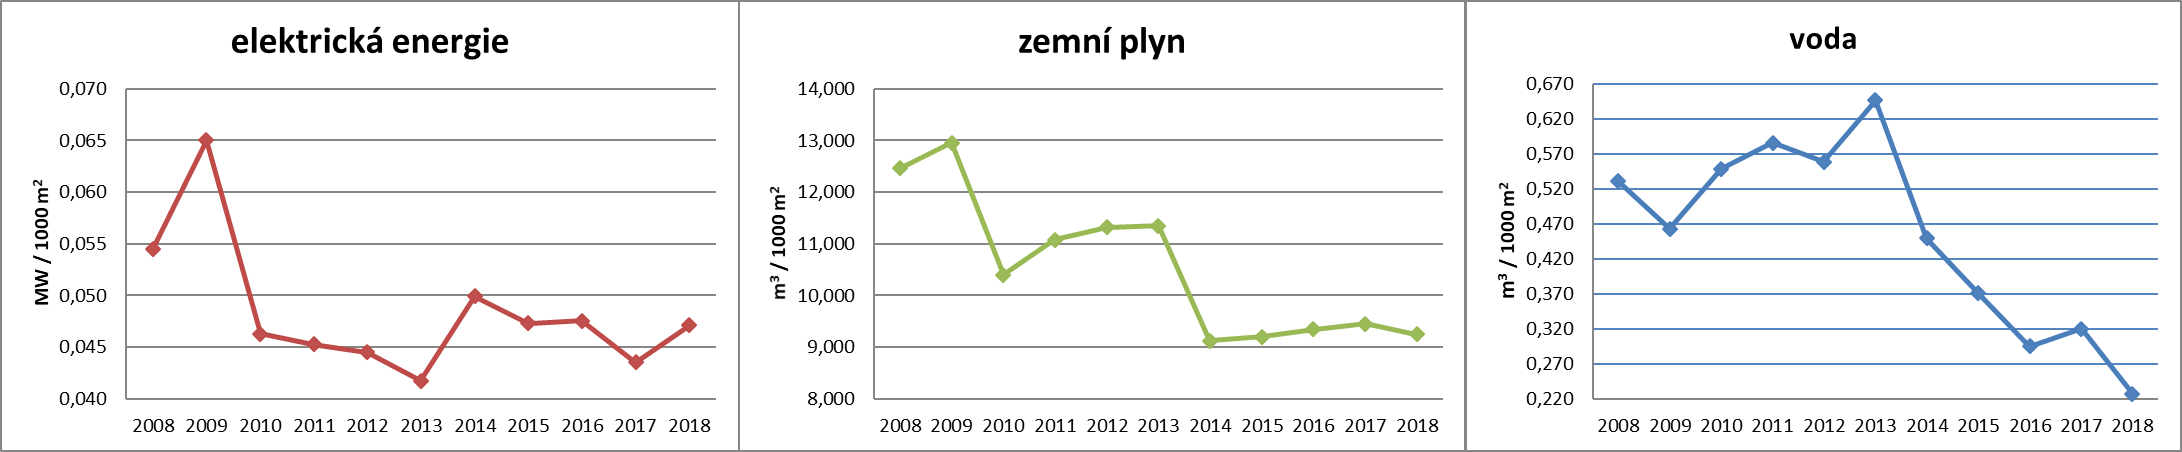 elektrická energie
0,070
0,065
0,060
0,055
0,050
0,045
0,040
MW / 1000 m²
2008 2009 2010 2011 2012 2013 2014 2015 2016 2017 2018
zemní plyn
14,000
13,000
12,000
11,000
10,000
9,000
8,000
m³ / 1000 m²
2008 2009 2010 2011 2012 2013 2014 2015 2016 2017 2018
voda
0,670
0,620
0,570
0,520
0,470
0,420
0,370
0,320
0,270
0,220
m³ / 1000 m²
2008 2009 2010 2011 2012 2013 2014 2015 2016 2017 2018